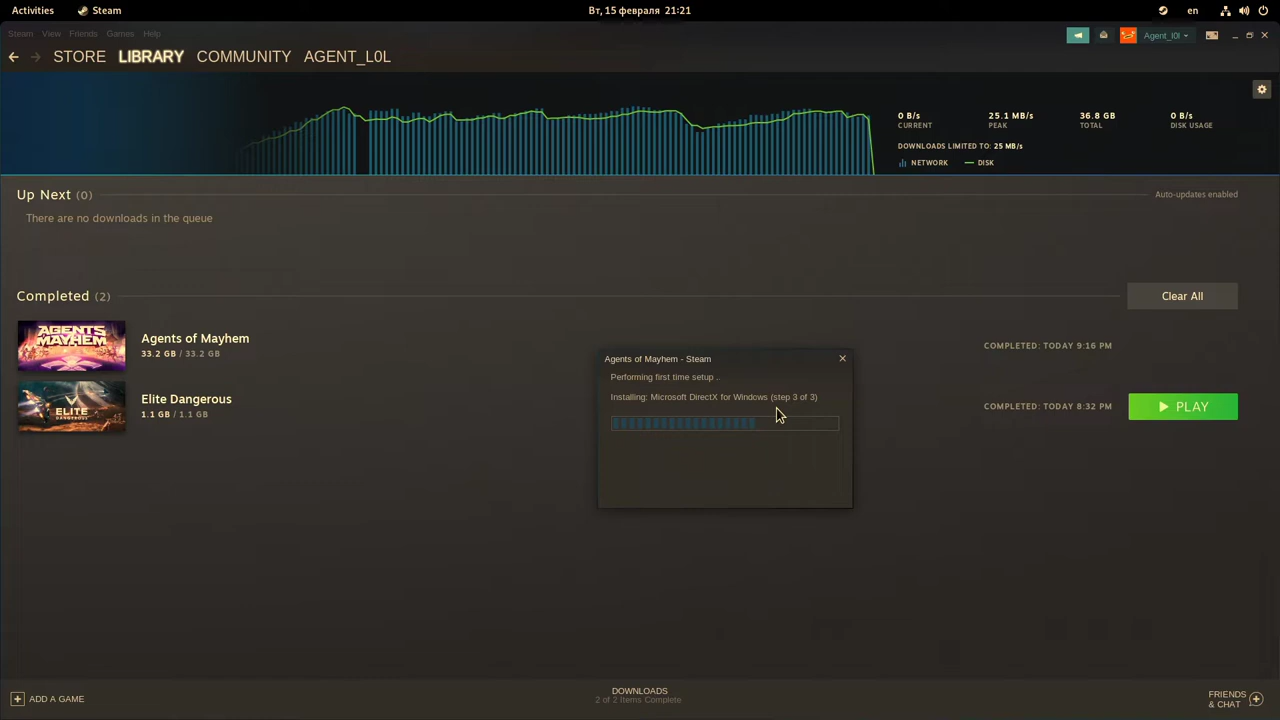 Activities Steam Вт, 15 февраля 21:21 en
Steam View Friends Games Help Agent_l0l
STORE LIBRARY COMMUNITY AGENT_L0L
0 B/s 25.1 MB/s 36.8 GB 0 B/s
CURRENT PEAK TOTAL DISK USAGE
DOWNLOADS LIMITED TO: 25 MB/s
NETWORK DISK
Up Next (0) Auto-updates enabled
There are no downloads in the queue
Completed (2) Clear All
AGENTS OF MAYHEM
Agents of Mayhem
33.2 GB / 33.2 GB
COMPLETED: TODAY 9:16 PM
Agents of Mayhem - Steam
Performing first time setup ..
Installing: Microsoft DirectX for Windows (step 3 of 3)
ELITE DANGEROUS
Elite Dangerous
1.1 GB / 1.1 GB
COMPLETED: TODAY 8:32 PM PLAY
ADD A GAME
DOWNLOADS
2 of 2 Items Complete
FRIENDS
& CHAT